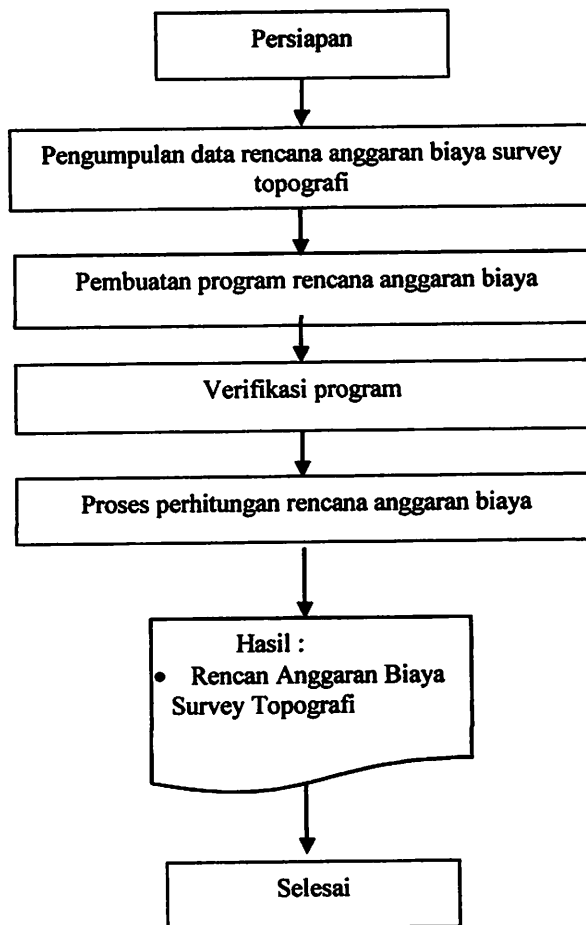 Persiapan
Pengumpulan data rencana anggaran biaya survey
topografi
Pembuatan program rencana anggaran biaya
Verifikasi program
Proses perhitungan rencana anggaran biaya
Hasil :
• Rencan Anggaran Biaya
Survey Topografi
Selesai